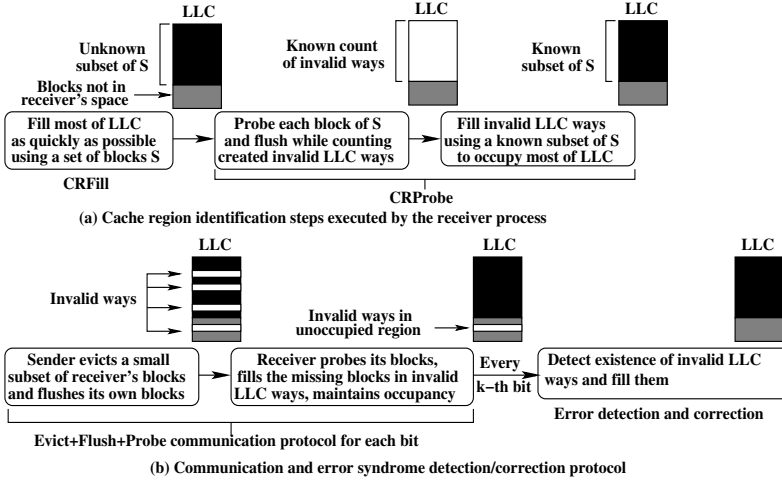 LLC
LLC
LLC
Unknown
subset of S
Known count
of invalid ways
Known
subset of S
Blocks not in
receiver's space
Fill most of LLC
as quickly as possible
using a set of blocks S
Probe each block of S
and flush while counting
created invalid LLC ways
Fill invalid LLC ways
using a known subset of S
to occupy most of LLC
CRFill
CRProbe
(a) Cache region identification steps executed by the receiver process
LLC
LLC
LLC
Invalid ways
Invalid ways in
unoccupied region
Sender evicts a small
subset of receiver's blocks
and flushes its own blocks
Receiver probes its blocks,
fills the missing blocks in invalid
LLC ways, maintains occupancy
Every
k−th bit
Detect existence of invalid LLC
ways and fill them
Error detection and correction
Evict+Flush+Probe communication protocol for each bit
(b) Communication and error syndrome detection/correction protocol